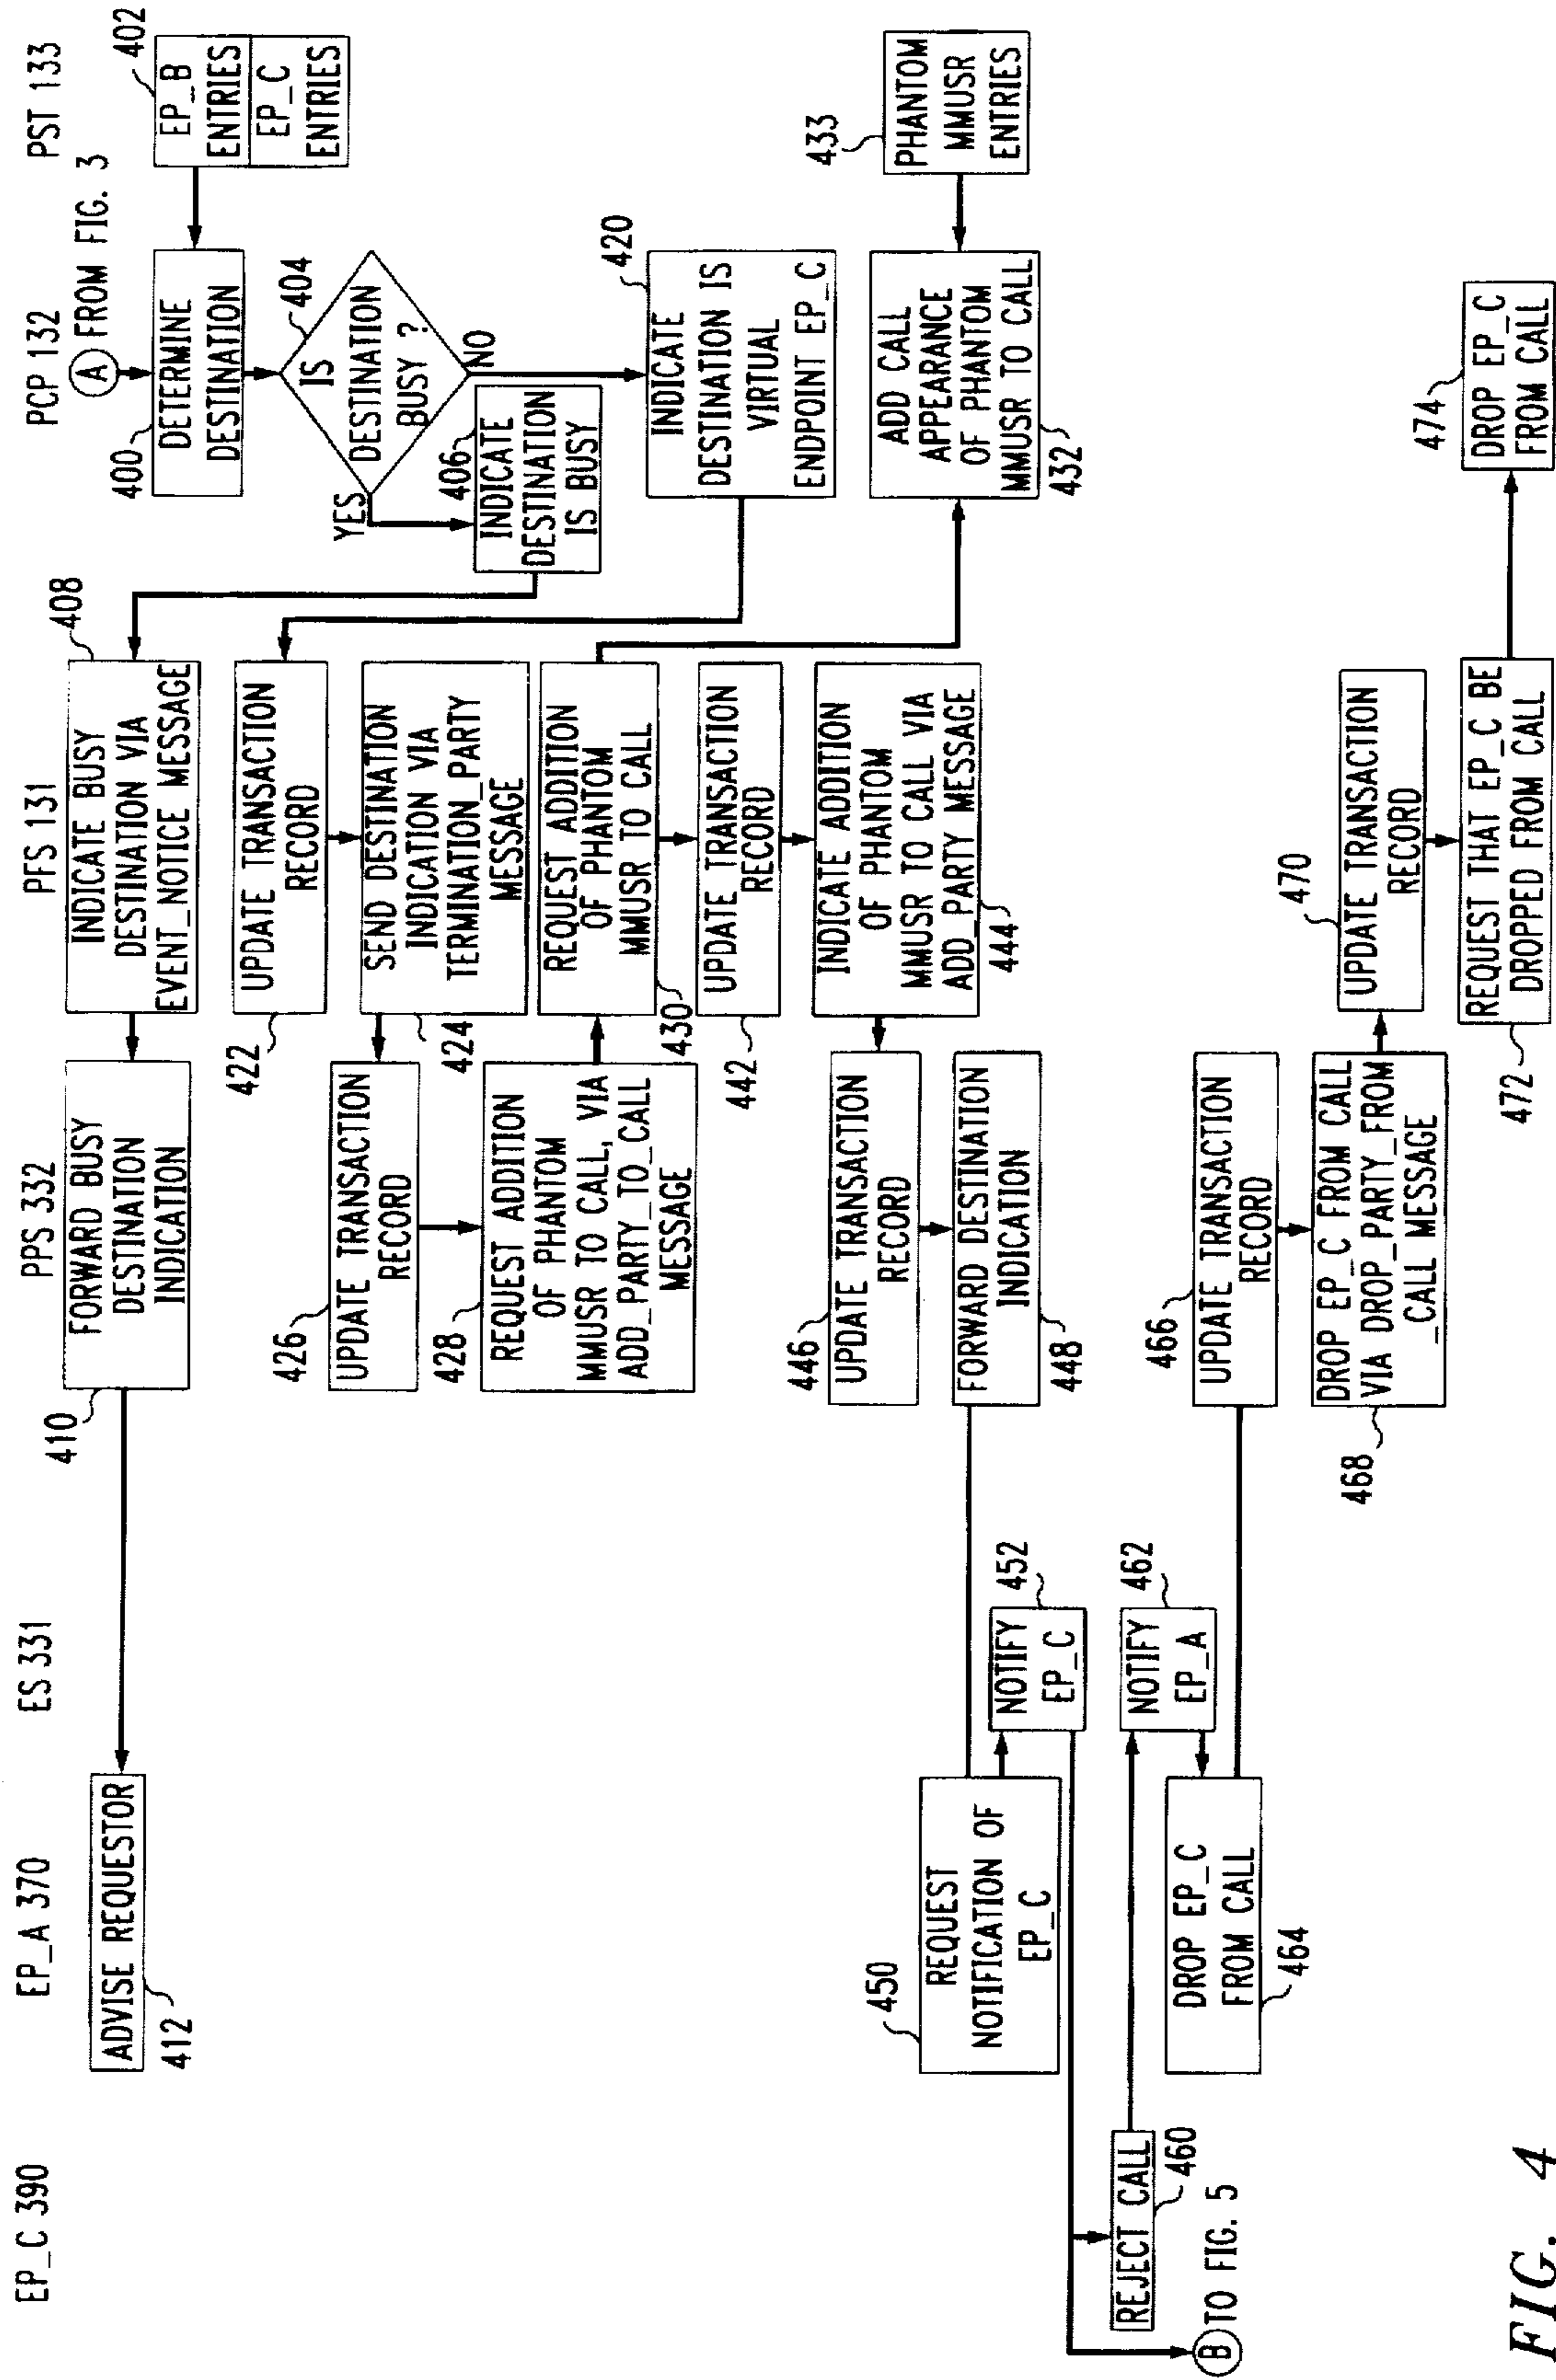 EP_C 390
EP_A 370
ES 331
PPS 332
PFS 131
PCP 132
PST 133
A FROM FIG. 3
402
EP_B
ENTRIES
EP_C
ENTRIES
400
DETERMINE
DESTINATION
404
IS
DESTINATION
BUSY ?
YES
NO
406
INDICATE
DESTINATION
IS BUSY
408
INDICATE BUSY
DESTINATION VIA
EVENT_NOTICE MESSAGE
FORWARD BUSY
DESTINATION
INDICATION
410
ADVISE REQUESTOR
412
420
INDICATE
DESTINATION IS
VIRTUAL
ENDPOINT EP_C
UPDATE TRANSACTION
RECORD
422
SEND DESTINATION
INDICATION VIA
TERMINATION_PARTY
MESSAGE
424
426
UPDATE TRANSACTION
RECORD
428
REQUEST ADDITION
OF PHANTOM
MMUSR TO CALL, VIA
ADD_PARTY_TO_CALL
MESSAGE
REQUEST ADDITION
OF PHANTOM
MMUSR TO CALL
430
ADD CALL
APPEARANCE
OF PHANTOM
MMUSR TO CALL
432
433
PHANTOM
MMUSR
ENTRIES
UPDATE TRANSACTION
RECORD
442
INDICATE ADDITION
OF PHANTOM
MMUSR TO CALL VIA
ADD_PARTY MESSAGE
444
446
UPDATE TRANSACTION
RECORD
FORWARD DESTINATION
INDICATION
448
450
REQUEST
NOTIFICATION OF
EP_C
NOTIFY
EP_C
452
REJECT CALL
460
B TO FIG. 5
NOTIFY
EP_A
462
DROP EP_C
FROM CALL
464
466
UPDATE TRANSACTION
RECORD
DROP EP_C FROM CALL
VIA DROP_PARTY_FROM
_CALL MESSAGE
468
470
UPDATE TRANSACTION
RECORD
REQUEST THAT EP_C BE
DROPPED FROM CALL
472
474
DROP EP_C
FROM CALL
FIG. 4